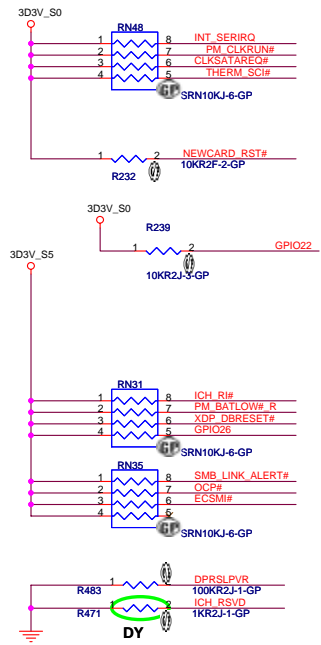 3D3V_S0
RN48
1 8 INT_SERIRQ
2 7 PM_CLKRUN#
3 6 CLKSATAREQ#
4 5 THERM_SCI#
GP
SRN10KJ-6-GP
1 2 NEWCARD_RST#
10KR2F-2-GP
R232
3D3V_S0
R239
1 2 GPIO22
10KR2J-3-GP
3D3V_S5
RN31
1 8 ICH_RI#
2 7 PM_BATLOW#_R
3 6 XDP_DBRESET#
4 5 GPIO26
GP
SRN10KJ-6-GP
RN35
1 8 SMB_LINK_ALERT#
2 7 OCP#
3 6 ECSMI#
4 5
GP
SRN10KJ-6-GP
1 2 DPRSLPVR
R483 100KR2J-1-GP
1 2 ICH_RSVD
R471 1KR2J-1-GP
DY